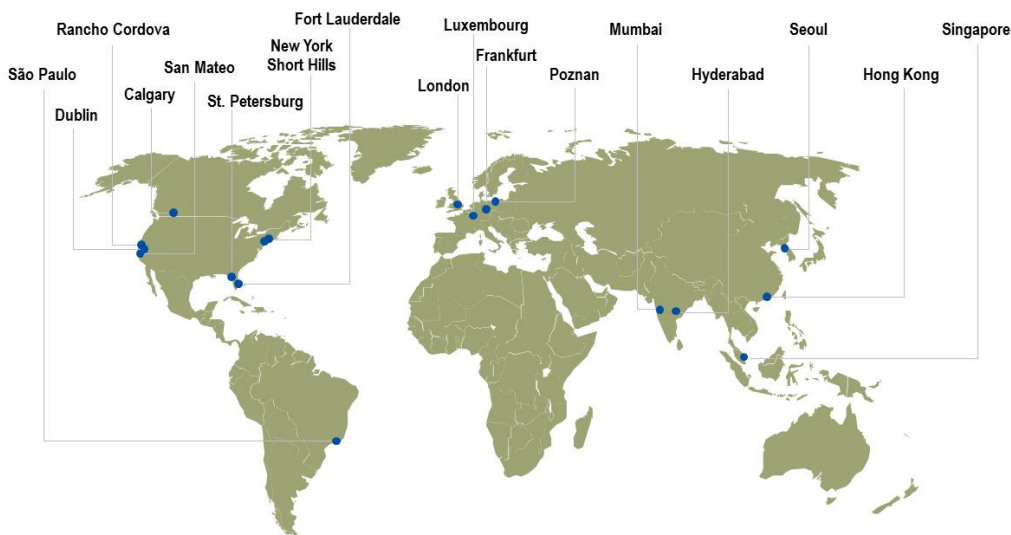 Fort Lauderdale
Rancho Cordova
Luxembourg
Mumbai
Seoul
Singapore
New York
Short Hills
Frankfurt
São Paulo
San Mateo
Poznan
Hyderabad
Hong Kong
Calgary
London
St. Petersburg
Dublin